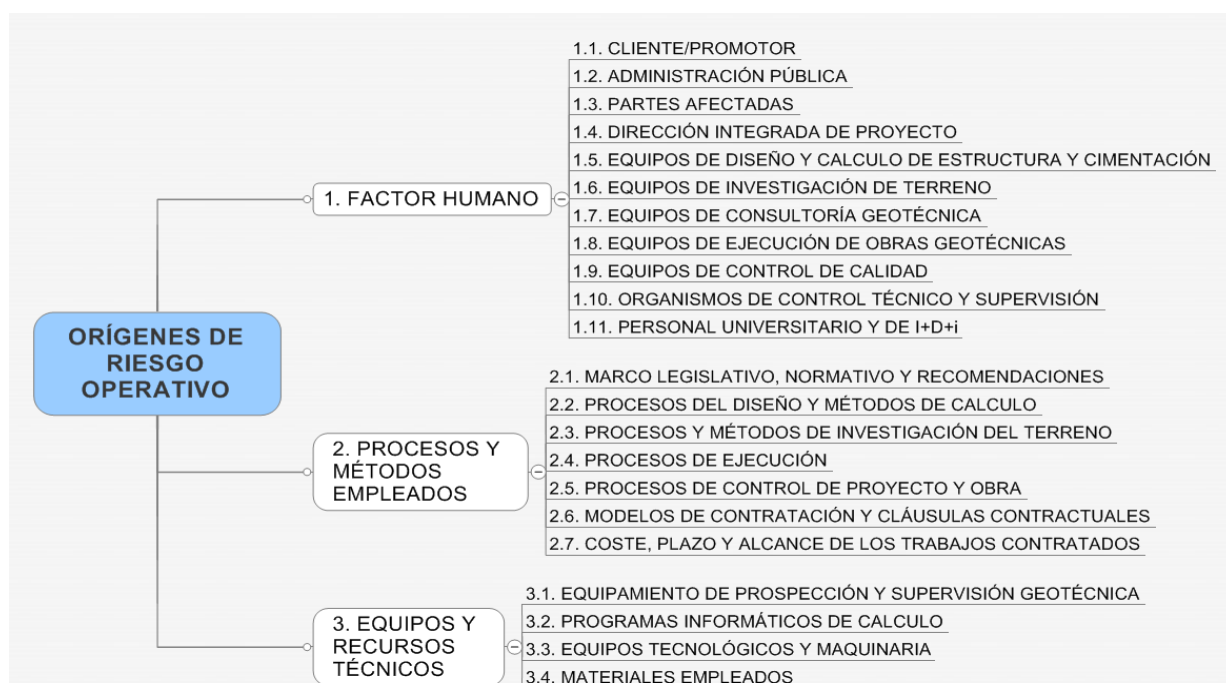 ORÍGENES DE
RIESGO
OPERATIVO
1. FACTOR HUMANO
1.1. CLIENTE/PROMOTOR
1.2. ADMINISTRACIÓN PÚBLICA
1.3. PARTES AFECTADAS
1.4. DIRECCIÓN INTEGRADA DE PROYECTO
1.5. EQUIPOS DE DISEÑO Y CALCULO DE ESTRUCTURA Y CIMENTACIÓN
1.6. EQUIPOS DE INVESTIGACIÓN DE TERRENO
1.7. EQUIPOS DE CONSULTORÍA GEOTÉCNICA
1.8. EQUIPOS DE EJECUCIÓN DE OBRAS GEOTÉCNICAS
1.9. EQUIPOS DE CONTROL DE CALIDAD
1.10. ORGANISMOS DE CONTROL TÉCNICO Y SUPERVISIÓN
1.11. PERSONAL UNIVERSITARIO Y DE I+D+i
2. PROCESOS Y
MÉTODOS
EMPLEADOS
2.1. MARCO LEGISLATIVO, NORMATIVO Y RECOMENDACIONES
2.2. PROCESOS DEL DISEÑO Y MÉTODOS DE CALCULO
2.3. PROCESOS Y MÉTODOS DE INVESTIGACIÓN DEL TERRENO
2.4. PROCESOS DE EJECUCIÓN
2.5. PROCESOS DE CONTROL DE PROYECTO Y OBRA
2.6. MODELOS DE CONTRATACIÓN Y CLÁUSULAS CONTRACTUALES
2.7. COSTE, PLAZO Y ALCANCE DE LOS TRABAJOS CONTRATADOS
3. EQUIPOS Y
RECURSOS
TÉCNICOS
3.1. EQUIPAMIENTO DE PROSPECCIÓN Y SUPERVISIÓN GEOTÉCNICA
3.2. PROGRAMAS INFORMÁTICOS DE CALCULO
3.3. EQUIPOS TECNOLÓGICOS Y MAQUINARIA
3.4. MATERIALES EMPLEADOS